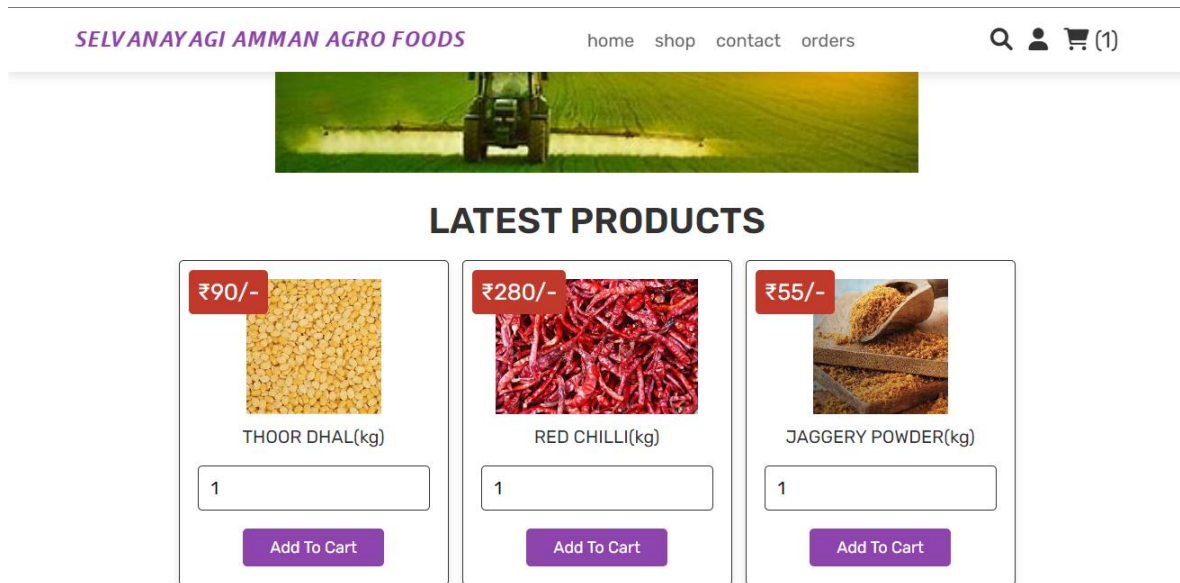 SELVANAYAGI AMMAN AGRO FOODS
home shop contact orders
(1)
LATEST PRODUCTS
₹90/- ₹280/- ₹55/-
THOOR DHAL(kg) RED CHILLI(kg) JAGGERY POWDER(kg)
1 1 1
Add To Cart Add To Cart Add To Cart